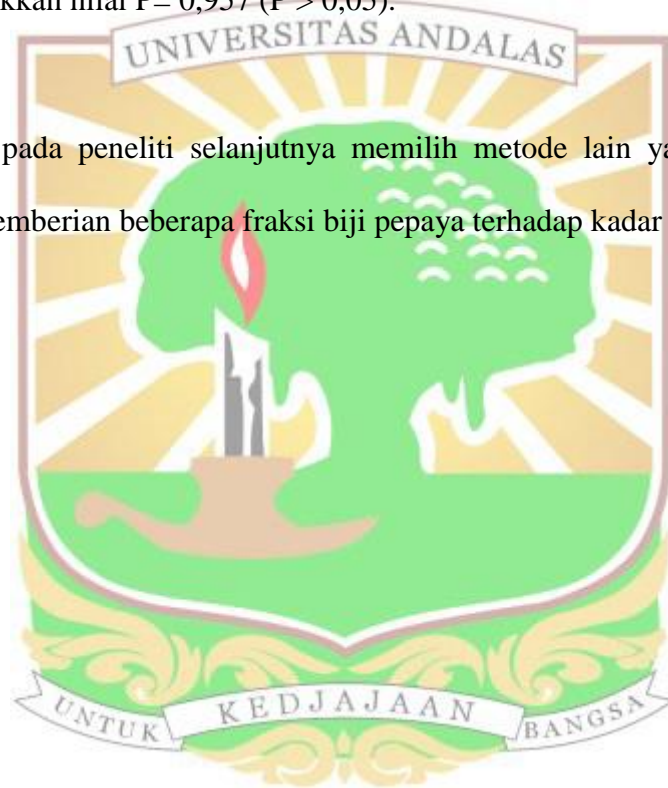 kkan nilai P= 0,957 (P > 0,05).
UNIVERSITAS ANDALAS
pada peneliti selanjutnya memilih metode lain ya
emberian beberapa fraksi biji pepaya terhadap kadar
UNTUK KEDJAJAAN BANGSA